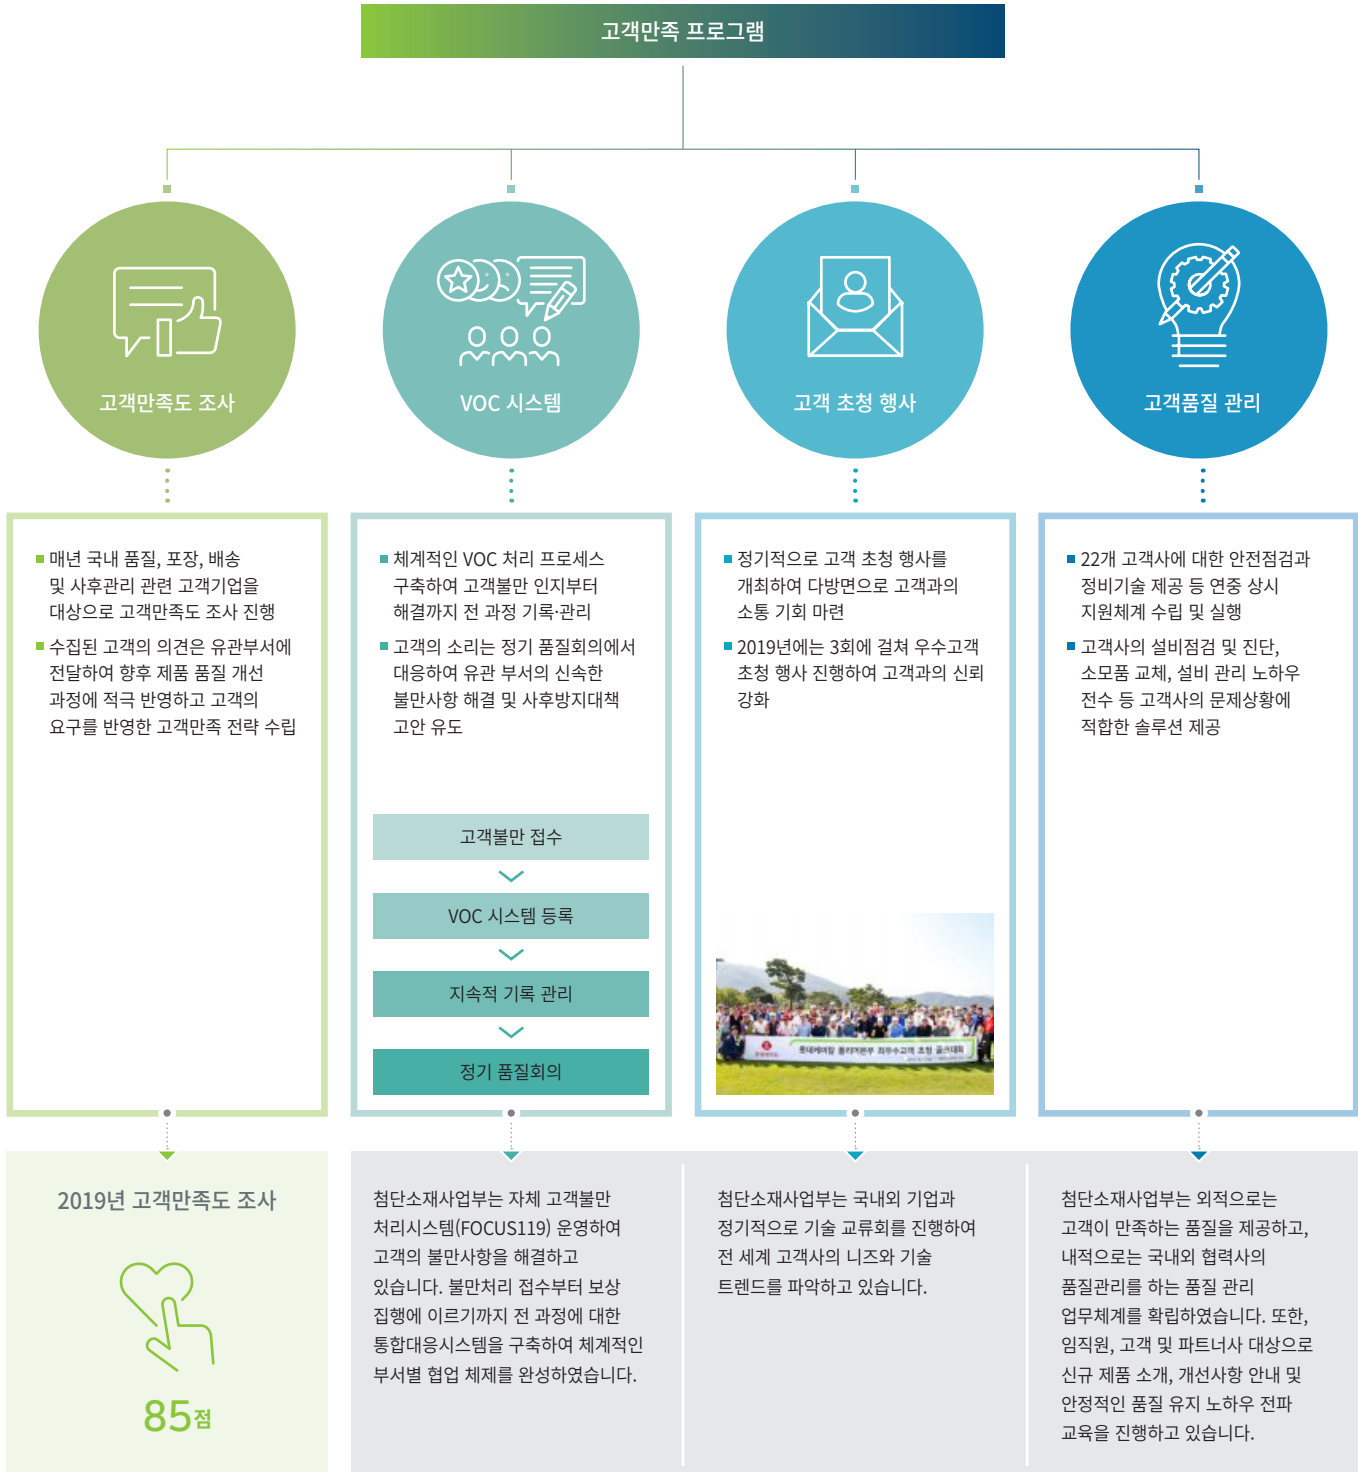 고객만족 프로그램
고객만족도 조사
VOC 시스템
고객 초청 행사
고객품질 관리
매년 국내 품질, 포장, 배송
및 사후관리 관련 고객기업을
대상으로 고객만족도 조사 진행
수집된 고객의 의견은 유관부서에
전달하여 향후 제품 품질 개선
과정에 적극 반영하고 고객의
요구를 반영한 고객만족 전략 수립
체계적인 VOC 처리 프로세스
구축하여 고객불만 인지부터
해결까지 전 과정 기록·관리
고객의 소리는 정기 품질회의에서
대응하여 유관 부서의 신속한
불만사항 해결 및 사후방지대책
고안 유도
고객불만 접수
VOC 시스템 등록
지속적 기록 관리
정기 품질회의
정기적으로 고객 초청 행사를
개최하여 다방면으로 고객과의
소통 기회 마련
2019년에는 3회에 걸쳐 우수고객
초청 행사 진행하여 고객과의 신뢰
강화
롯데케미칼 폴리머본부 최우수고객 초청 골프대회
22개 고객사에 대한 안전점검과
정비기술 제공 등 연중 상시
지원체계 수립 및 실행
고객사의 설비점검 및 진단,
소모품 교체, 설비 관리 노하우
전수 등 고객사의 문제상황에
적합한 솔루션 제공
2019년 고객만족도 조사
85점
첨단소재사업부는 자체 고객불만
처리시스템(FOCUS119) 운영하여
고객의 불만사항을 해결하고
있습니다. 불만처리 접수부터 보상
집행에 이르기까지 전 과정에 대한
통합대응시스템을 구축하여 체계적인
부서별 협업 체제를 완성하였습니다.
첨단소재사업부는 국내외 기업과
정기적으로 기술 교류회를 진행하여
전 세계 고객사의 니즈와 기술
트렌드를 파악하고 있습니다.
첨단소재사업부는 외적으로는
고객이 만족하는 품질을 제공하고,
내적으로는 국내외 협력사의
품질관리를 하는 품질 관리
업무체계를 확립하였습니다. 또한,
임직원, 고객 및 파트너사 대상으로
신규 제품 소개, 개선사항 안내 및
안정적인 품질 유지 노하우 전파
교육을 진행하고 있습니다.